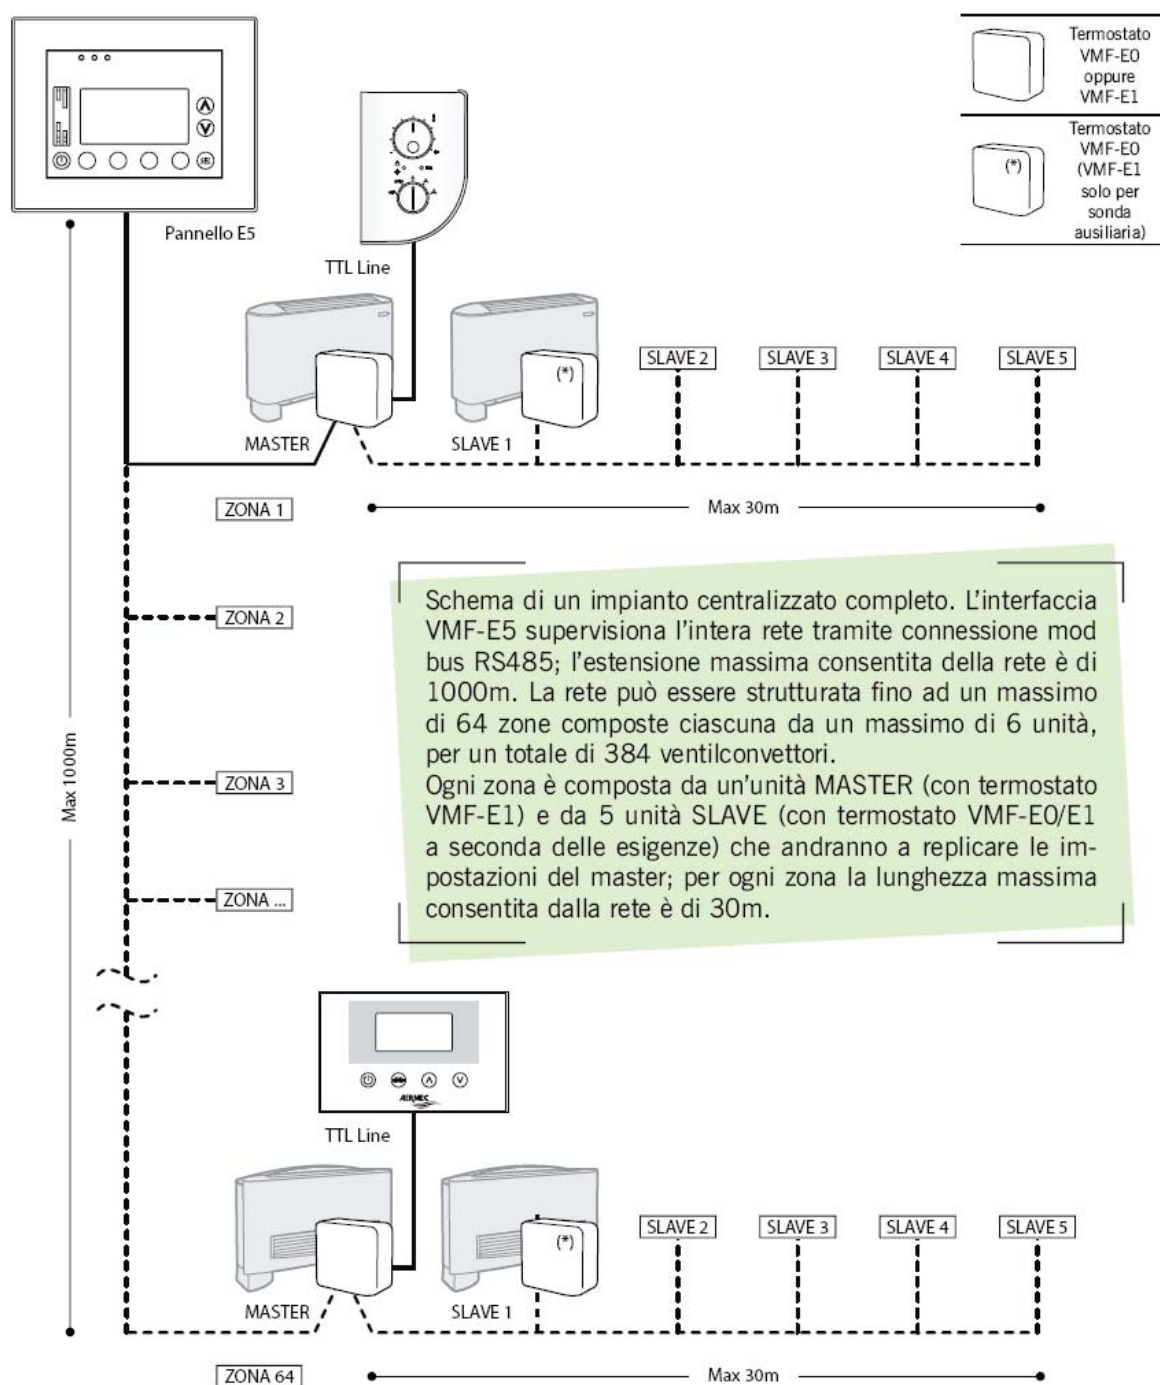 Termostato
VMF-E0
oppure
VMF-E1
Termostato
VMF-E0
(VMF-E1
solo per
sonda
ausiliaria)
(*)
Pannello E5
TTL Line
(*)
MASTER
SLAVE 1
SLAVE 2
SLAVE 3
SLAVE 4
SLAVE 5
ZONA 1
Max 30m
ZONA 2
ZONA 3
ZONA ...
Max 1000m
Schema di un impianto centralizzato completo. L'interfaccia
VMF-E5 supervisiona l'intera rete tramite connessione mod
bus RS485; l'estensione massima consentita della rete è di
1000m. La rete può essere strutturata fino ad un massimo
di 64 zone composte ciascuna da un massimo di 6 unità,
per un totale di 384 ventilconvettori.
Ogni zona è composta da un'unità MASTER (con termostato
VMF-E1) e da 5 unità SLAVE (con termostato VMF-E0/E1
a seconda delle esigenze) che andranno a replicare le im-
postazioni del master; per ogni zona la lunghezza massima
consentita dalla rete è di 30m.
AERMEC
TTL Line
(*)
MASTER
SLAVE 1
SLAVE 2
SLAVE 3
SLAVE 4
SLAVE 5
ZONA 64
Max 30m